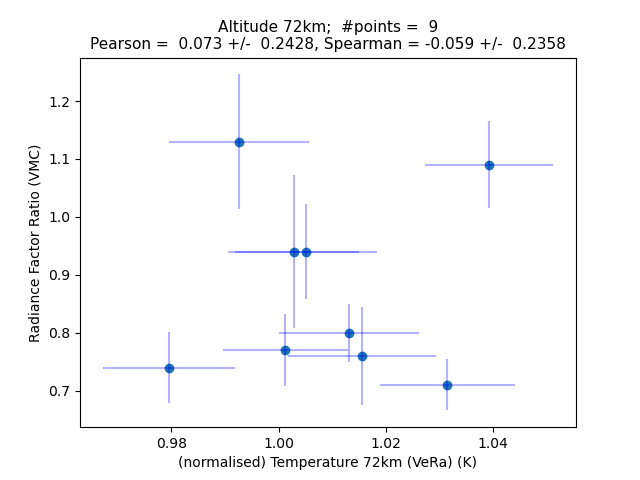 Altitude 72km;  #points =  9
Pearson =  0.073 +/-  0.2428, Spearman = -0.059 +/-  0.2358
1.2
1.1
1.0
0.9
0.8
0.7
Radiance Factor Ratio (VMC)
0.98
1.00
1.02
1.04
(normalised) Temperature 72km (VeRa) (K)